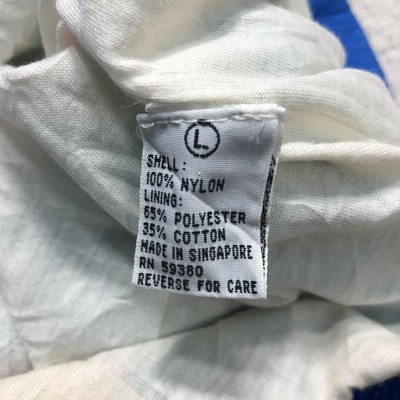 L
SHELL:
100% NYLON
LINING:
65% POLYESTER
35% COTTON
MADE IN SINGAPORE
RN 59380
REVERSE FOR CARE